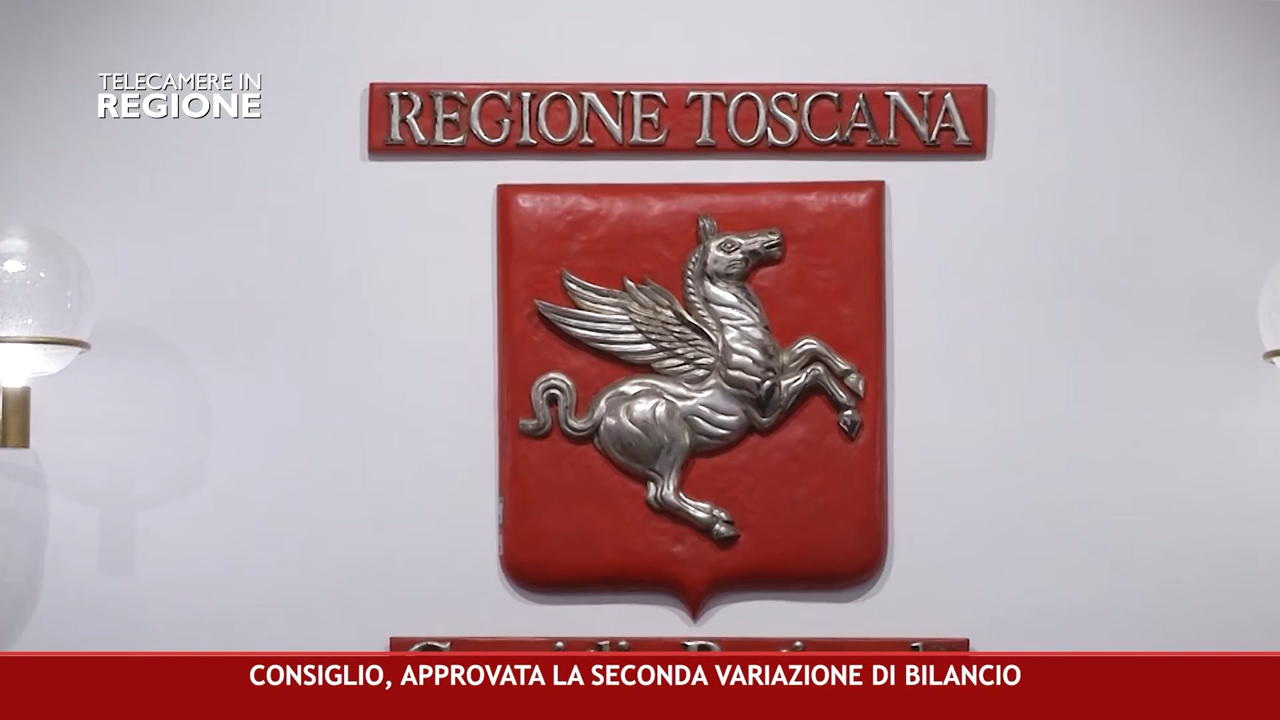 TELECAMERE IN
REGIONE
REGIONE TOSCANA
CONSIGLIO, APPROVATA LA SECONDA VARIAZIONE DI BILANCIO